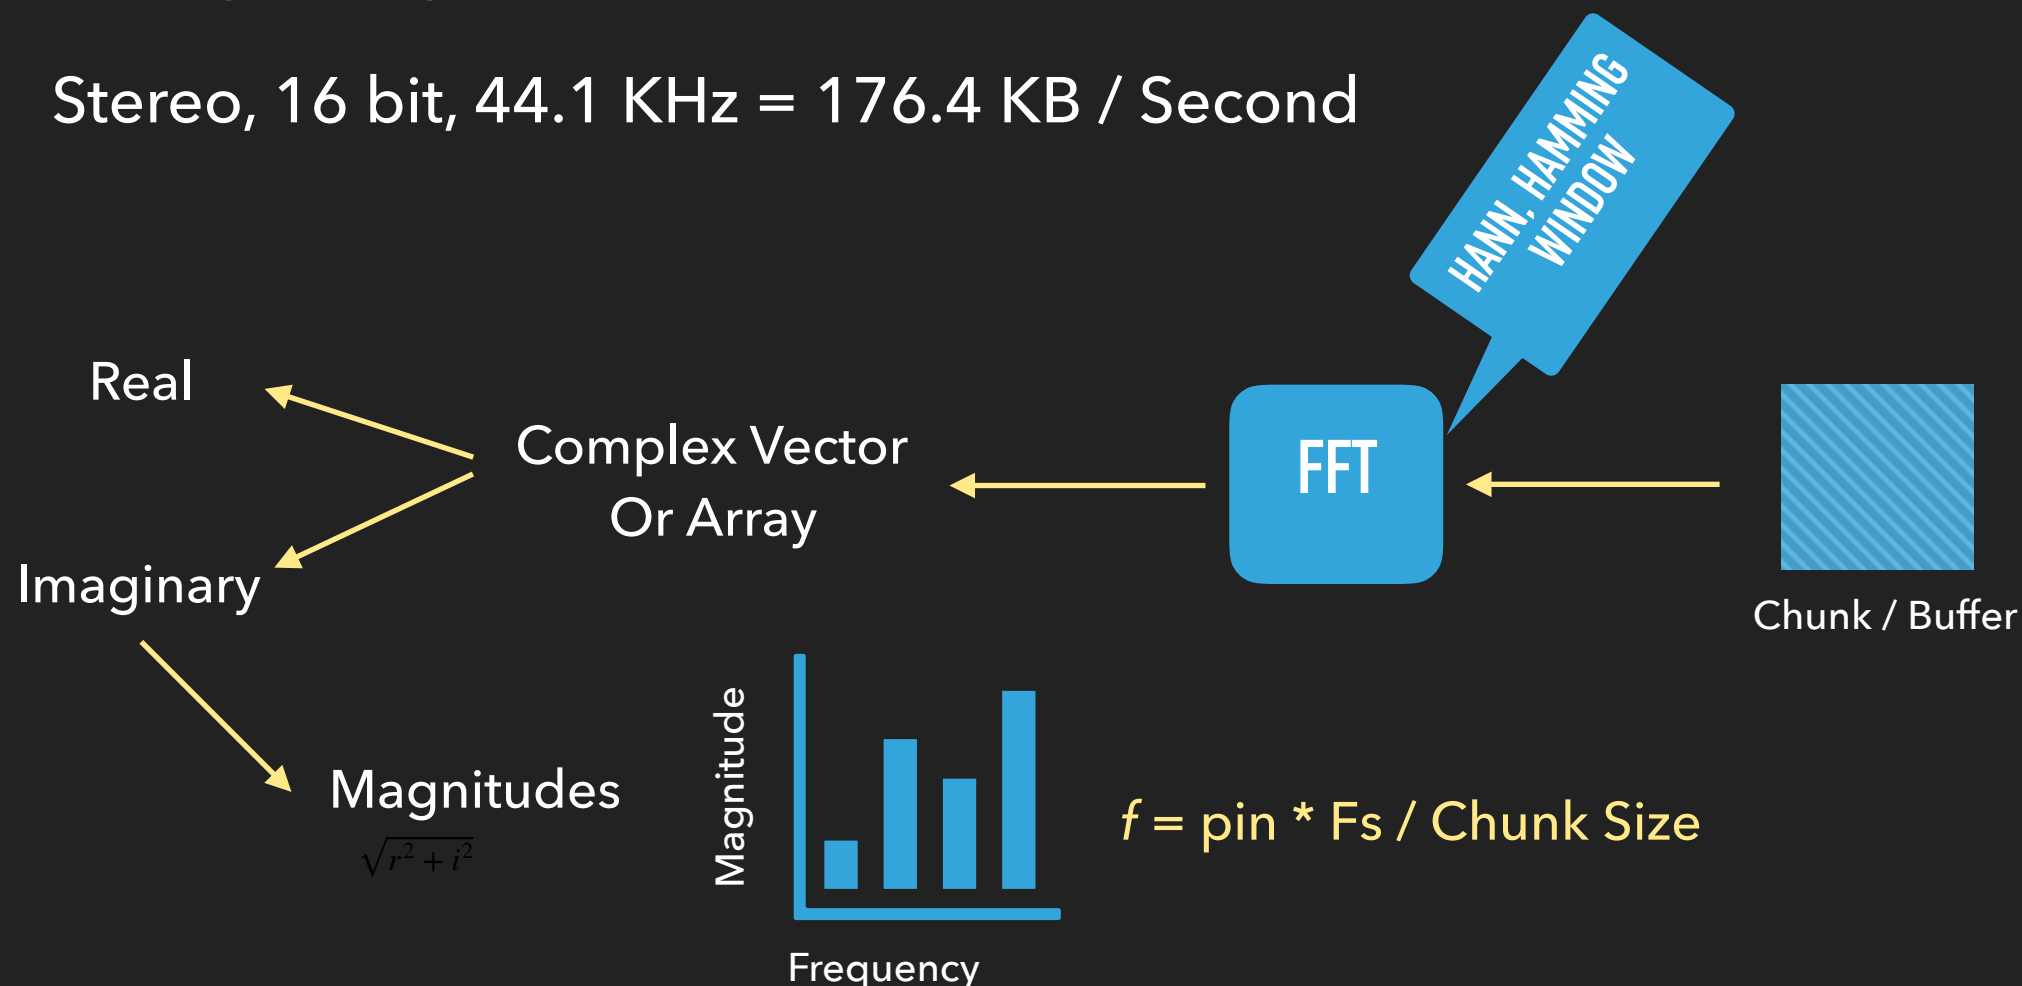 Stereo, 16 bit, 44.1 KHz = 176.4 KB / Second
HANN, HAMMING
WINDOW
Real
Complex Vector
Or Array
FFT
Imaginary
Chunk / Buffer
Magnitudes
√r² + i²
Magnitude
f = pin * Fs / Chunk Size
Frequency